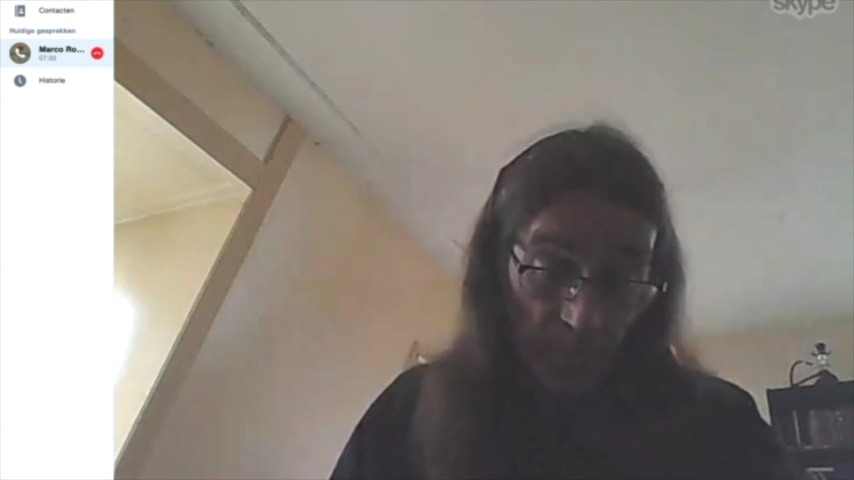 Contacten
skype
Huidige gesprekken
Marco Ro...
07:35
Historie